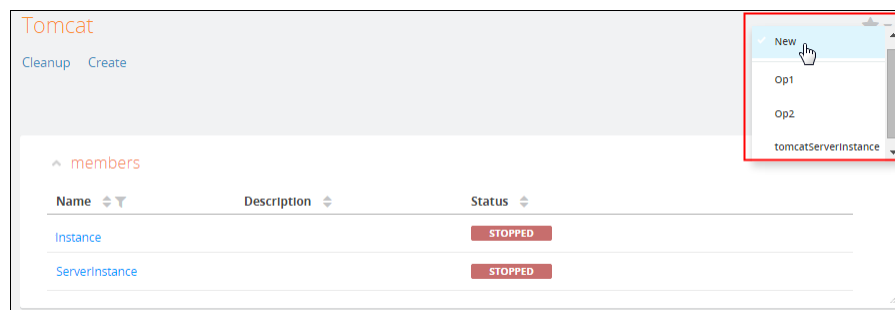 Tomcat
New
Cleanup Create
Op1
Op2
tomcatServerInstance
members
Name Description Status
Instance STOPPED
ServerInstance STOPPED